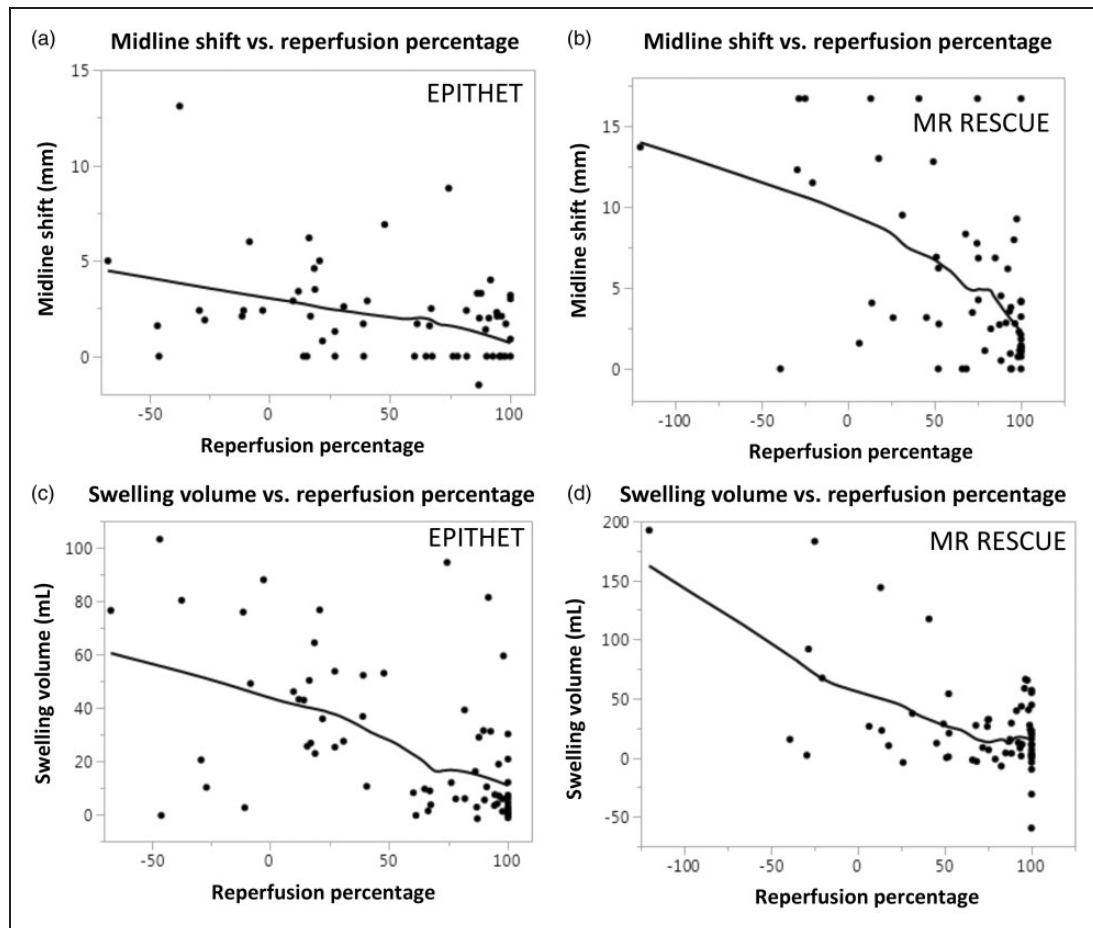 (a) Midline shift vs. reperfusion percentage
15
10
5
0
Midline shift (mm)
EPITHET
-50 0 50 100
Reperfusion percentage
(b) Midline shift vs. reperfusion percentage
15
10
5
0
Midline shift (mm)
MR RESCUE
-100 -50 0 50 100
Reperfusion percentage
(c) Swelling volume vs. reperfusion percentage
100
80
60
40
20
0
Swelling volume (mL)
EPITHET
-50 0 50 100
Reperfusion percentage
(d) Swelling volume vs. reperfusion percentage
200
150
100
50
0
-50
Swelling volume (mL)
MR RESCUE
-100 -50 0 50 100
Reperfusion percentage